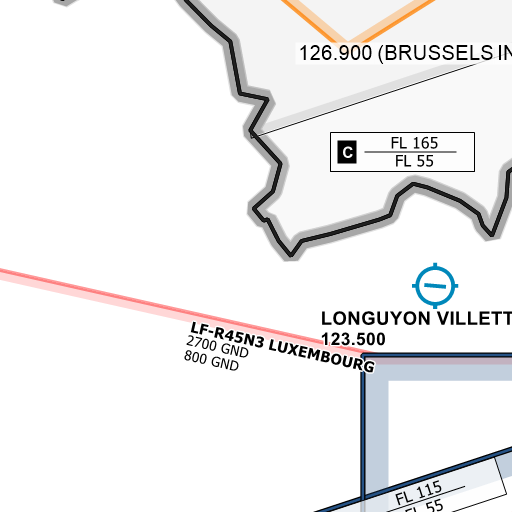 126.900 (BRUSSELS IN
C
FL 165
FL 55
LONGUYON VILLETT
123.500
LF-R45N3 LUXEMBOURG
2700 GND
800 GND
FL 115
FL 55